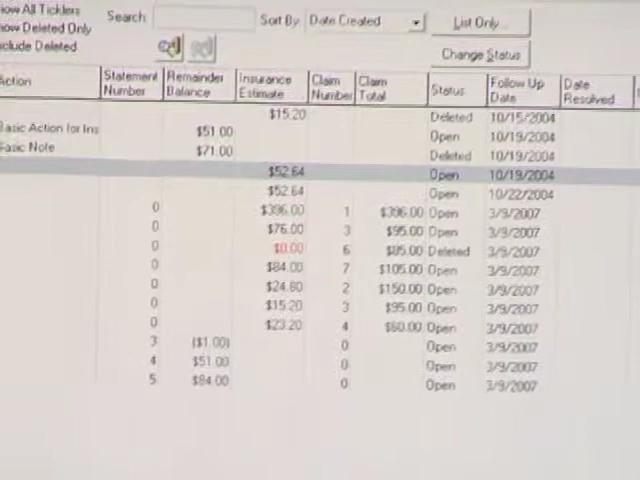 how All Ticklers
how Deleted Only
nclude Deleted
Search:
Sort By Date Created
List Only...
Change Status
Action Statement Number Remainder Balance Insurance Estimate Claim Number Claim Total Status Follow Up Date Date Resolved
$15.20 Deleted 10/15/2004
Basic Action for Ins $51.00 Open 10/19/2004
Basic Note $71.00 Deleted 10/19/2004
$52.64 Open 10/19/2004
$52.64 Open 10/22/2004
0 $396.00 1 $396.00 Open 3/9/2007
0 $76.00 3 $95.00 Open 3/9/2007
0 $0.00 6 $85.00 Deleted 3/9/2007
0 $84.00 7 $105.00 Open 3/9/2007
0 $24.80 2 $150.00 Open 3/9/2007
0 $15.20 3 $95.00 Open 3/9/2007
0 $23.20 4 $60.00 Open 3/9/2007
3 ($1.00) 0 Open 3/9/2007
4 $51.00 0 Open 3/9/2007
5 $84.00 0 Open 3/9/2007